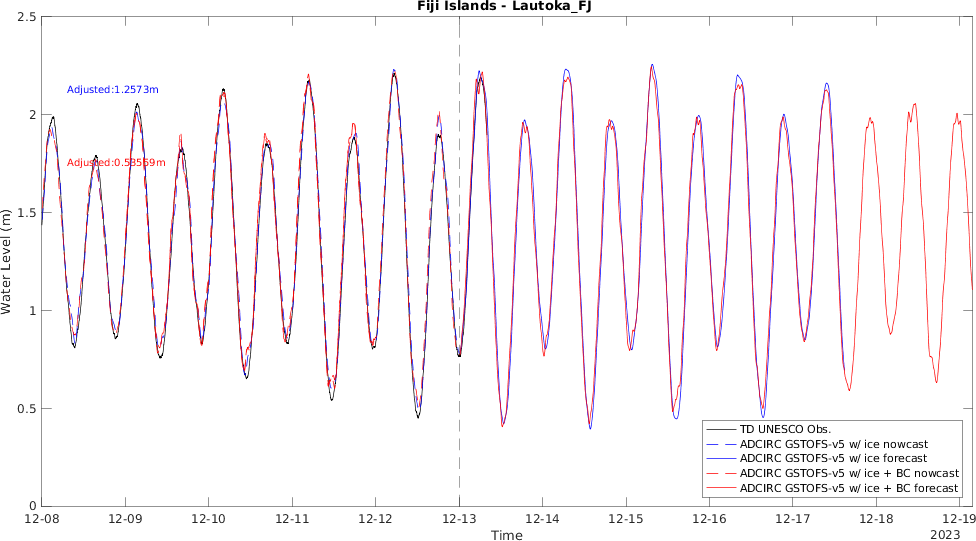 Fiji Islands - Lautoka_FJ
2.5
2
1.5
1
0.5
0
Water Level (m)
Adjusted:1.2573m
Adjusted:0.53559m
TD UNESCO Obs.
ADCIRC GSTOFS-v5 w/ ice nowcast
ADCIRC GSTOFS-v5 w/ ice forecast
ADCIRC GSTOFS-v5 w/ ice + BC nowcast
ADCIRC GSTOFS-v5 w/ ice + BC forecast
12-08 12-09 12-10 12-11 12-12 12-13 12-14 12-15 12-16 12-17 12-18 12-19
Time
2023